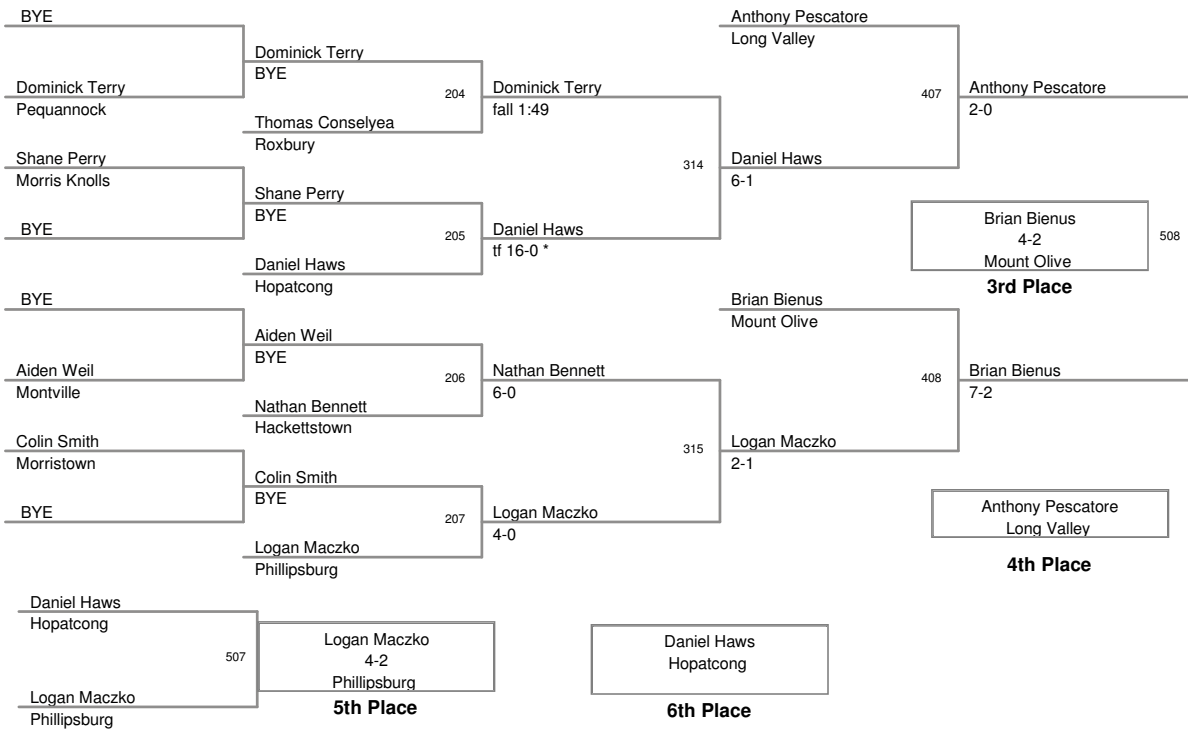 BYE
Dominick Terry
BYE
Dominick Terry
Pequannock
204
Thomas Conselyea
Roxbury
Dominick Terry
fall 1:49
Shane Perry
Morris Knolls
Shane Perry
BYE
BYE
205
Daniel Haws
Hopatcong
Daniel Haws
tf 16-0 *
314
Anthony Pescatore
Long Valley
Daniel Haws
6-1
407
Anthony Pescatore
2-0
Brian Bienus
4-2
Mount Olive
508
3rd Place
BYE
Aiden Weil
BYE
Aiden Weil
Montville
206
Nathan Bennett
Hackettstown
Nathan Bennett
6-0
Colin Smith
Morristown
Colin Smith
BYE
BYE
207
Logan Maczko
Phillipsburg
Logan Maczko
4-0
315
Brian Bienus
Mount Olive
Logan Maczko
2-1
408
Brian Bienus
7-2
Anthony Pescatore
Long Valley
4th Place
Daniel Haws
Hopatcong
507
Logan Maczko
Phillipsburg
Logan Maczko
4-2
Phillipsburg
5th Place
Daniel Haws
Hopatcong
6th Place